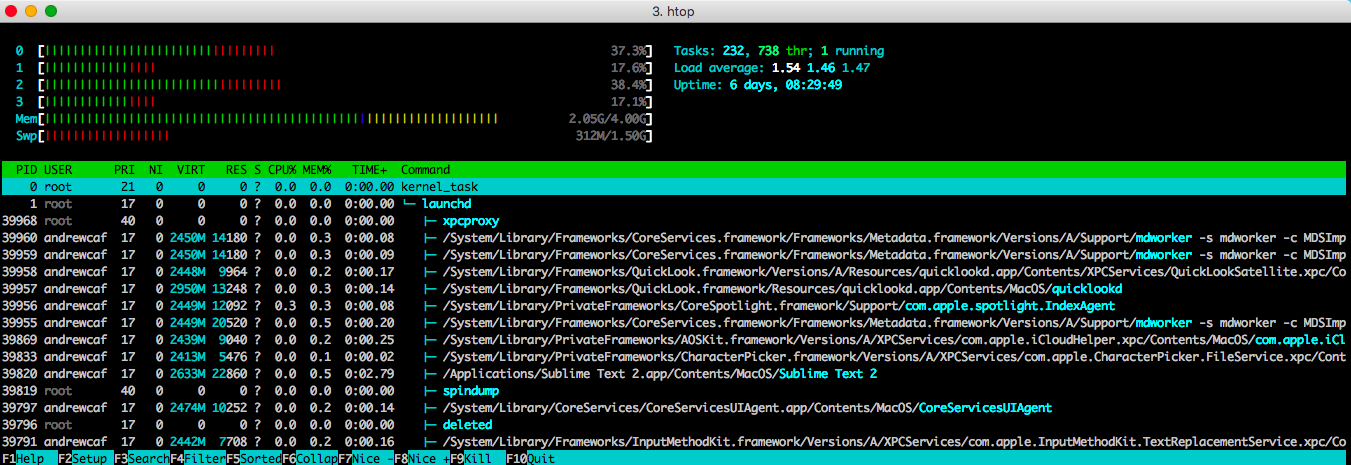 3. htop
0 [|||||||||||||||||||||||||||||||||| 37.3%] Tasks: 232, 738 thr; 1 running
1 [|||||||||||||||| 17.6%] Load average: 1.54 1.46 1.47
2 [||||||||||||||||||||||||||||||||||| 38.4%] Uptime: 6 days, 08:29:49
3 [|||||||||||||||| 17.1%]
Mem[|||||||||||||||||||||||||||||||||||||||||||||||||||||||||||||||||| 2.05G/4.00G]
Swp[|||||||||||||||||| 312M/1.50G]
PID USER PRI NI VIRT RES S CPU% MEM% TIME+ Command
0 root 21 0 0 0 ? 0.0 0.0 0:00.00 kernel_task
1 root 17 0 0 0 ? 0.0 0.0 0:00.00 └─ launchd
39968 root 40 0 0 0 ? 0.0 0.0 0:00.00 ├─ xpcproxy
39960 andrewcaf 17 0 2450M 14180 ? 0.0 0.3 0:00.08 ├─ /System/Library/Frameworks/CoreServices.framework/Frameworks/Metadata.framework/Versions/A/Support/mdworker -s mdworker -c MDSImp
39959 andrewcaf 17 0 2450M 14180 ? 0.0 0.3 0:00.09 ├─ /System/Library/Frameworks/CoreServices.framework/Frameworks/Metadata.framework/Versions/A/Support/mdworker -s mdworker -c MDSImp
39958 andrewcaf 17 0 2448M 9964 ? 0.0 0.2 0:00.17 ├─ /System/Library/Frameworks/QuickLook.framework/Versions/A/Resources/quicklookd.app/Contents/XPCServices/QuickLookSatellite.xpc/Co
39957 andrewcaf 17 0 2950M 13248 ? 0.0 0.3 0:00.14 ├─ /System/Library/Frameworks/QuickLook.framework/Resources/quicklookd.app/Contents/MacOS/quicklookd
39956 andrewcaf 17 0 2449M 12092 ? 0.3 0.3 0:00.08 ├─ /System/Library/PrivateFrameworks/CoreSpotlight.framework/Support/com.apple.spotlight.IndexAgent
39955 andrewcaf 17 0 2449M 20520 ? 0.0 0.5 0:00.20 ├─ /System/Library/Frameworks/CoreServices.framework/Frameworks/Metadata.framework/Versions/A/Support/mdworker -s mdworker -c MDSImp
39869 andrewcaf 17 0 2439M 9040 ? 0.0 0.2 0:00.25 ├─ /System/Library/PrivateFrameworks/AOSKit.framework/Versions/A/XPCServices/com.apple.iCloudHelper.xpc/Contents/MacOS/com.apple.iCl
39833 andrewcaf 17 0 2413M 5476 ? 0.0 0.1 0:00.02 ├─ /System/Library/PrivateFrameworks/CharacterPicker.framework/Versions/A/XPCServices/com.apple.CharacterPicker.FileService.xpc/Cont
39820 andrewcaf 17 0 2633M 22860 ? 0.0 0.5 0:02.79 ├─ /Applications/Sublime Text 2.app/Contents/MacOS/Sublime Text 2
39819 root 40 0 0 0 ? 0.0 0.0 0:00.00 ├─ spindump
39797 andrewcaf 17 0 2474M 10252 ? 0.0 0.2 0:00.14 ├─ /System/Library/CoreServices/CoreServicesUIAgent.app/Contents/MacOS/CoreServicesUIAgent
39796 root 17 0 0 0 ? 0.0 0.0 0:00.00 ├─ deleted
39791 andrewcaf 17 0 2442M 7708 ? 0.0 0.2 0:00.16 ├─ /System/Library/Frameworks/InputMethodKit.framework/Versions/A/XPCServices/com.apple.InputMethodKit.TextReplacementService.xpc/Co
F1Help F2Setup F3SearchF4FilterF5SortedF6CollapF7Nice -F8Nice +F9Kill F10Quit